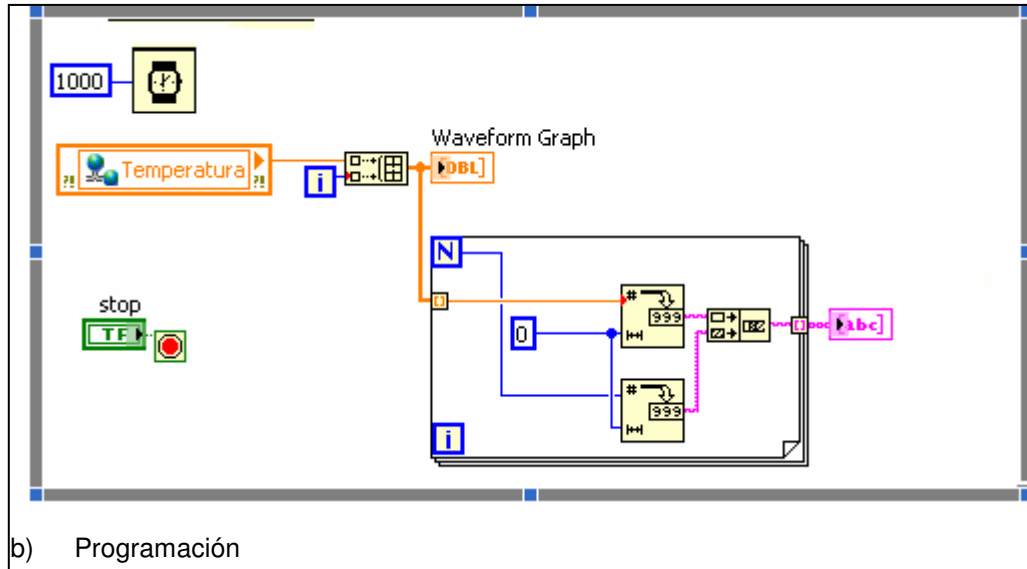 1000
Waveform Graph
?! Temperatura ?!
[DBL]
i
N
stop
# 999
TF
0
[abc]
# 999
i
b) Programación